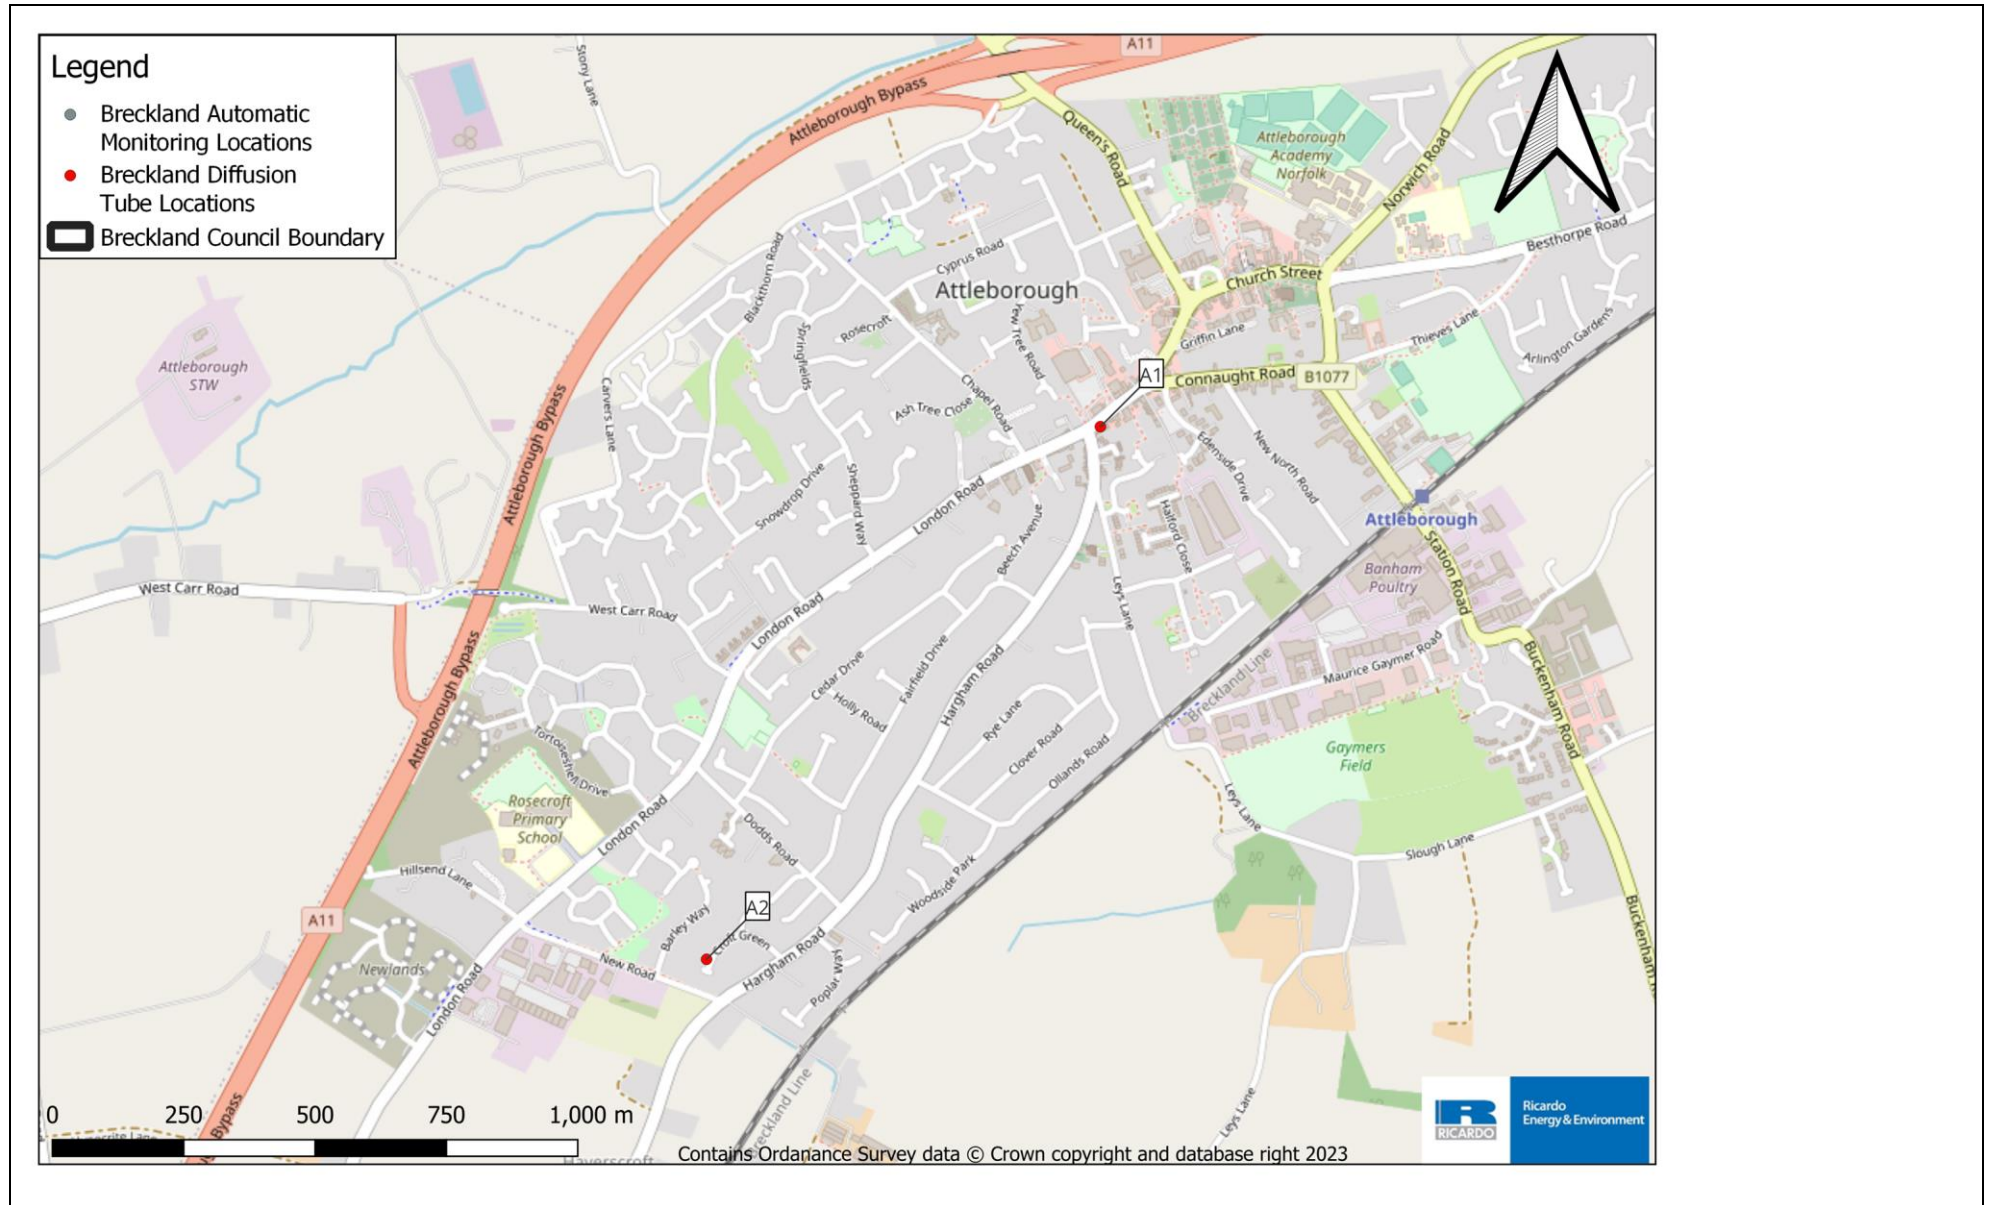 Legend
Breckland Automatic
Monitoring Locations
Breckland Diffusion
Tube Locations
Breckland Council Boundary
A11
Stony Lane
Attleborough Bypass
Queen's Road
Attleborough
Academy
Norfolk
Norwich Road
Besthorpe Road
Church Street
Cyprus Road
Attleborough
Blackthorn Road
Springfields
Rosecroft
Yew Tree Road
Griffin Lane
Thieves Lane
Arlington Gardens
Attleborough
STW
A1
Connaught Road
B1077
Carvers Lane
Chapel Road
Ash Tree Close
Attleborough Bypass
Edenside Drive
New North Road
Snowdrop Drive
Sheppard Way
London Road
Beech Avenue
Halford Close
Attleborough
Station Road
Banham
Poultry
West Carr Road
West Carr Road
London Road
Leys Lane
Attleborough Bypass
Cedar Drive
Fairfield Drive
Holly Road
Hargham Road
Breckland Line
Maurice Gaymer Road
Buckenham Road
Rye Lane
Clover Road
Ollands Road
Gaymers
Field
Tortoiseshell Drive
Rosecroft
Primary
School
London Road
Dodds Road
Leys Lane
Slough Lane
Hillsend Lane
Woodside Park
A11
A2
Barley Way
Croft Green
Hargham Road
New Road
Poplar Way
Newlands
London Road
Buckenham
Bypass
Breckland Line
Leys Lane
Haverscroft
0 250 500 750 1,000 m
Contains Ordanance Survey data © Crown copyright and database right 2023
RICARDO
Ricardo
Energy & Environment